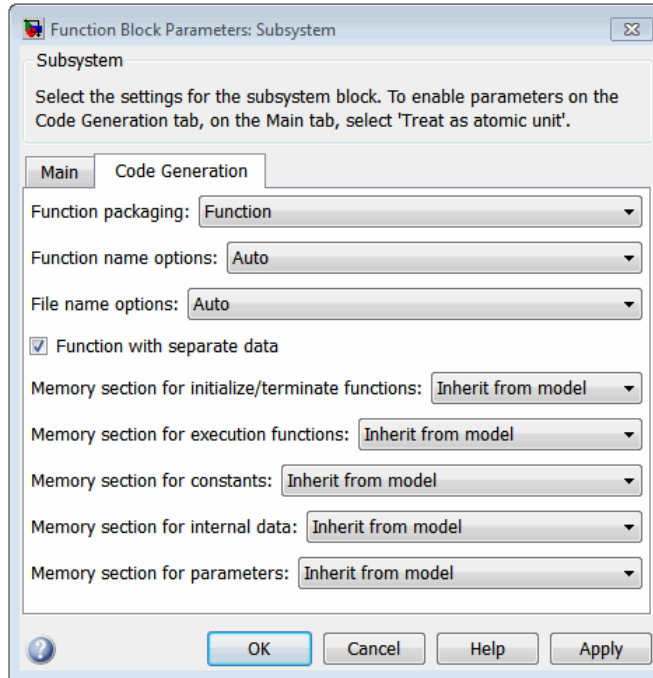 Function Block Parameters: Subsystem
Subsystem
Select the settings for the subsystem block. To enable parameters on the
Code Generation tab, on the Main tab, select 'Treat as atomic unit'.
Main Code Generation
Function packaging: Function
Function name options: Auto
File name options: Auto
Function with separate data
Memory section for initialize/terminate functions: Inherit from model
Memory section for execution functions: Inherit from model
Memory section for constants: Inherit from model
Memory section for internal data: Inherit from model
Memory section for parameters: Inherit from model
? OK Cancel Help Apply